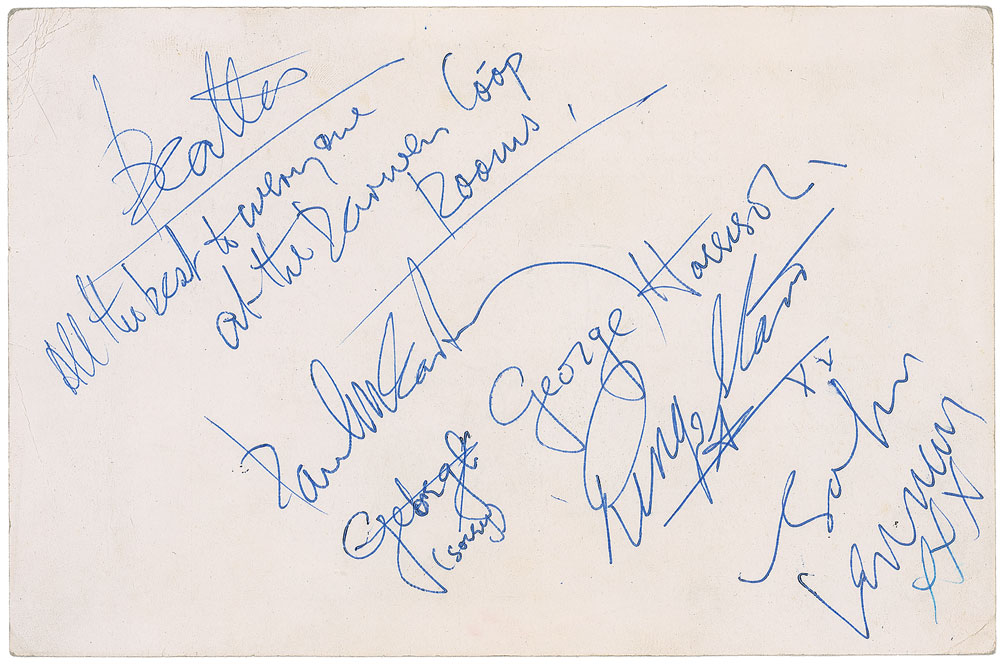 Beatles
All the best to everyone
at the Darwen Co-op
Rooms!
Paul McCartney
George
(sorry)
George Harrison
Ringo Starr
xx
John
Lennon
xxx